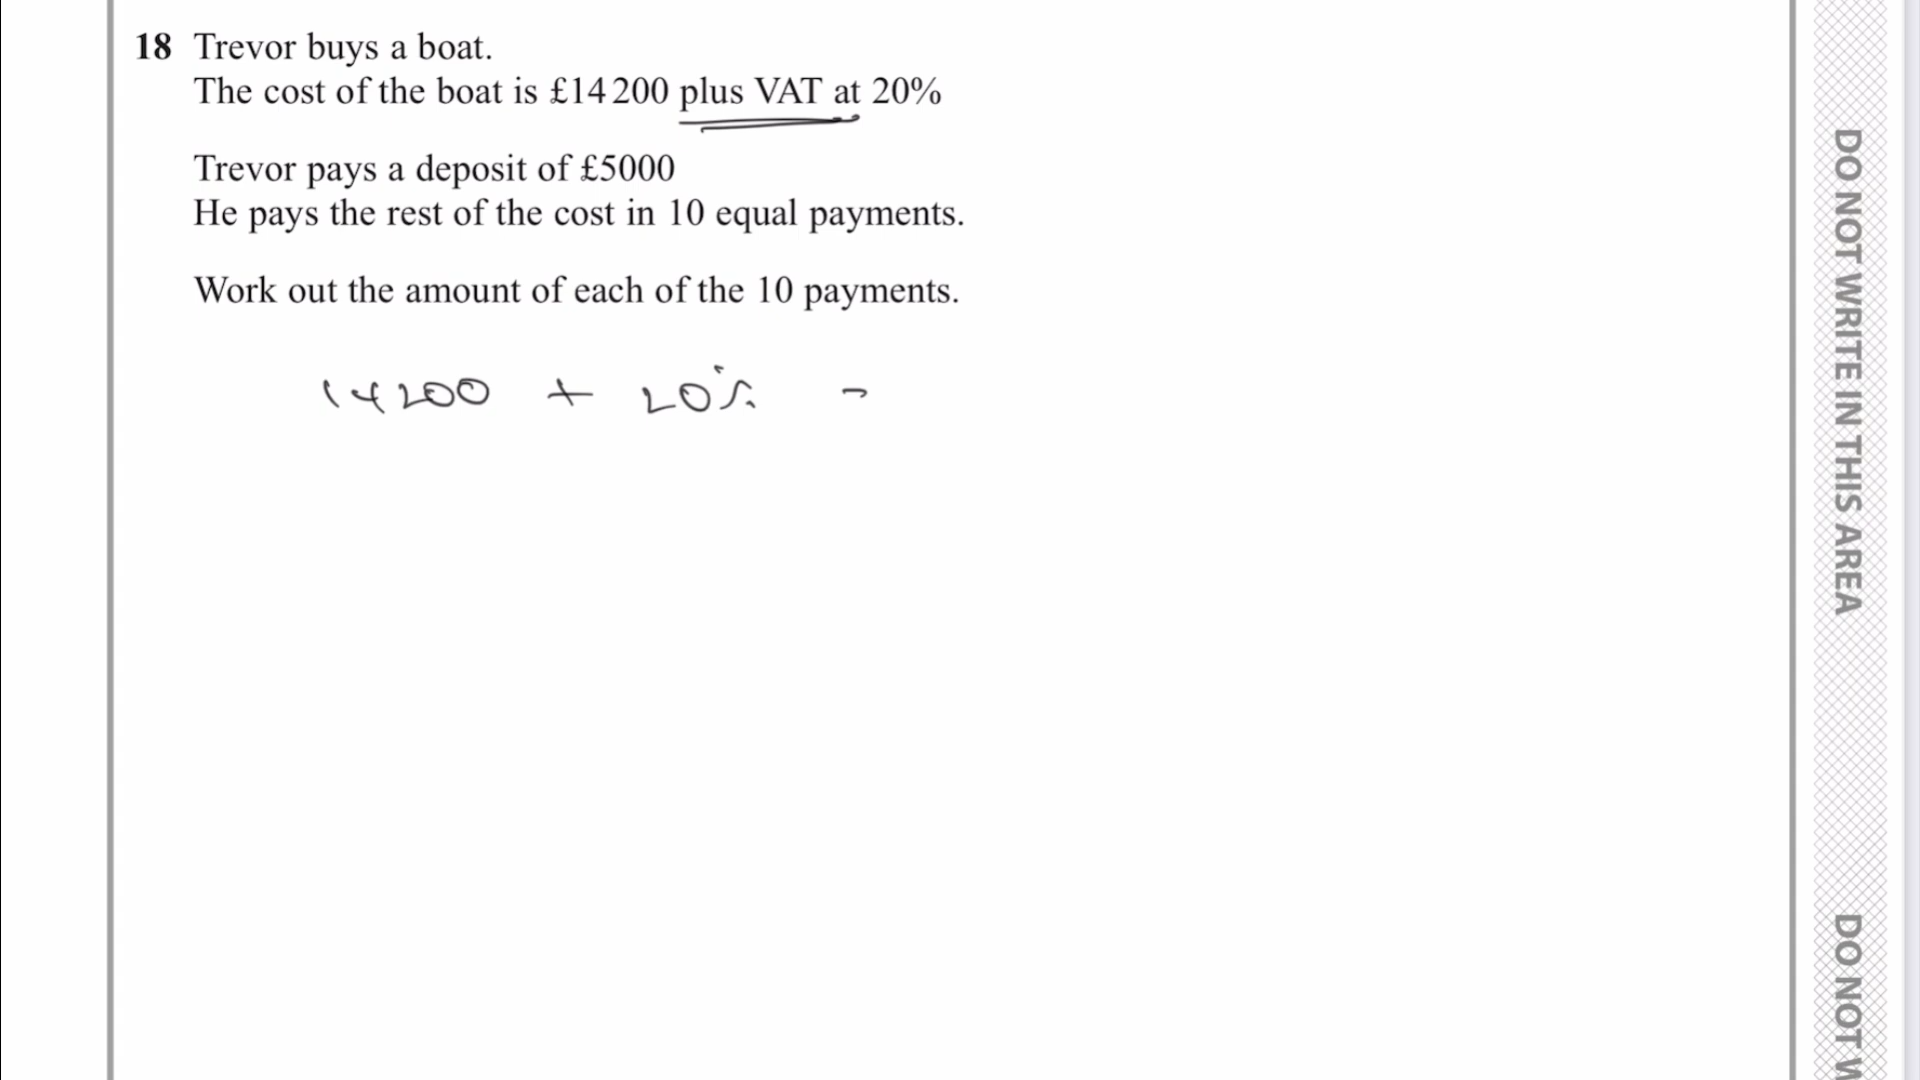 18 Trevor buys a boat.
The cost of the boat is £14 200 plus VAT at 20%
Trevor pays a deposit of £5000
He pays the rest of the cost in 10 equal payments.
Work out the amount of each of the 10 payments.
14200 + 20% -
DO NOT WRITE IN THIS AREA
DO NOT W